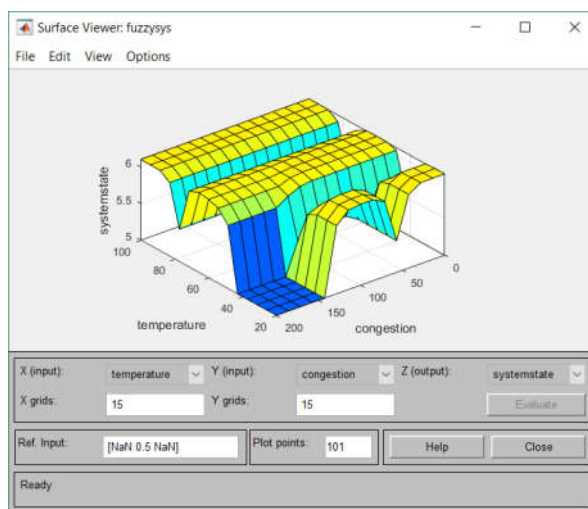 Surface Viewer: fuzzysys
File Edit View Options
systemstate
6
5.5
5
100
80
60
40
20
temperature
200
150
100
50
0
congestion
X (input): temperature Y (input): congestion Z (output): systemstate
X grids: 15 Y grids: 15 Evaluate
Ref. Input: [NaN 0.5 NaN] Plot points: 101 Help Close
Ready